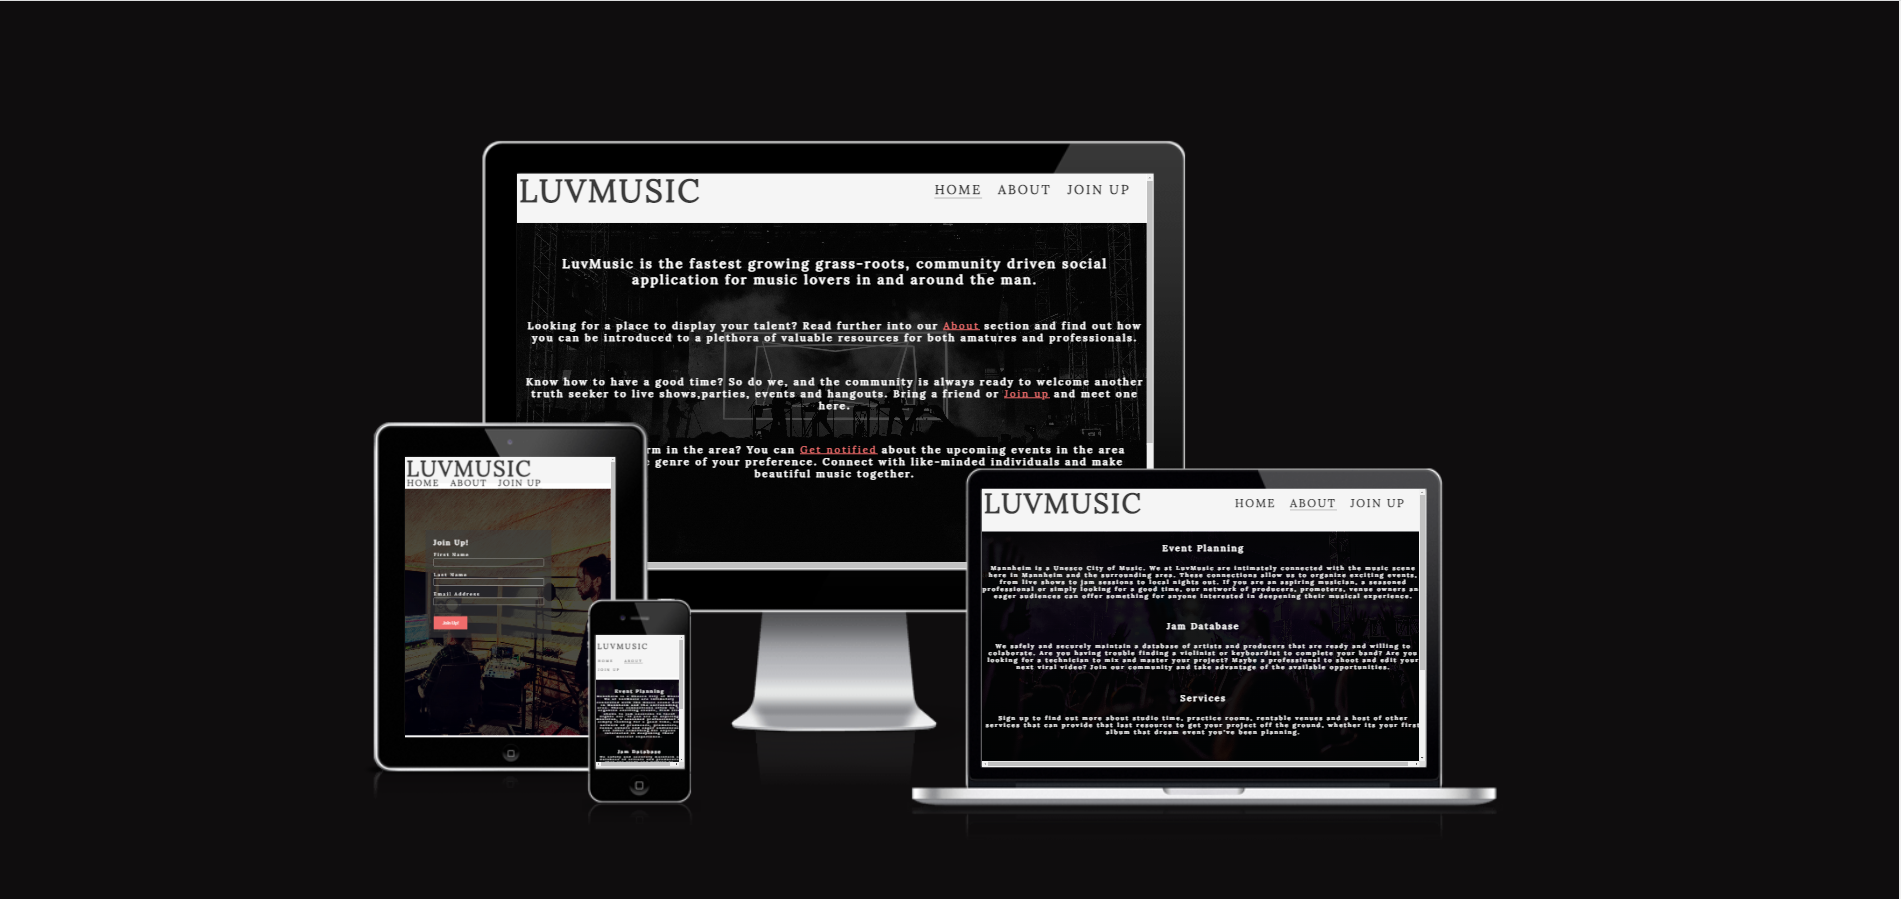 LUVMUSIC
HOME ABOUT JOIN UP
LuvMusic is the fastest growing grass-roots, community driven social
application for music lovers in and around the man.
Looking for a place to display your talent? Read further into our About section and find out how
you can be introduced to a plethora of valuable resources for both amatures and professionals.
Know how to have a good time? So do we, and the community is always ready to welcome another
truth seeker to live shows,parties, events and hangouts. Bring a friend or Join up and meet one
here.
rm in the area? You can Get notified about the upcoming events in the area
genre of your preference. Connect with like-minded individuals and make
beautiful music together.
LUVMUSIC
HOME ABOUT JOIN UP
Join Up!
First Name
Last Name
Email Address
Join Up!
LUVMUSIC
HOME ABOUT
JOIN UP
Event Planning
Jam Database
LUVMUSIC
HOME ABOUT JOIN UP
Event Planning
Mannheim is a Unesco City of Music. We at LuvMusic are intimately connected with the music scene
here in Mannheim and the surrounding area. These connections allow us to organize exciting events,
from live shows to jam sessions to local nights out. If you are an aspiring musician, a seasoned
professional or simply looking for a good time, our network of producers, promoters, venue owners an
eager audiences can offer something for anyone interested in deepening their musical experience.
Jam Database
We safely and securely maintain a database of artists and producers that are ready and willing to
colaborate. Are you having trouble finding a violinist or keyboardist to complete your band? Are you
looking for a technician to mix and master your project? Maybe a professional to shoot and edit your
next viral video? Join our community and take advantage of the available opportunities.
Services
Sign up to find out more about studio time, practice rooms, rentable venues and a host of other
services that can provide that last resource to get your project off the ground, whether its your first
album that dream event you've been planning.